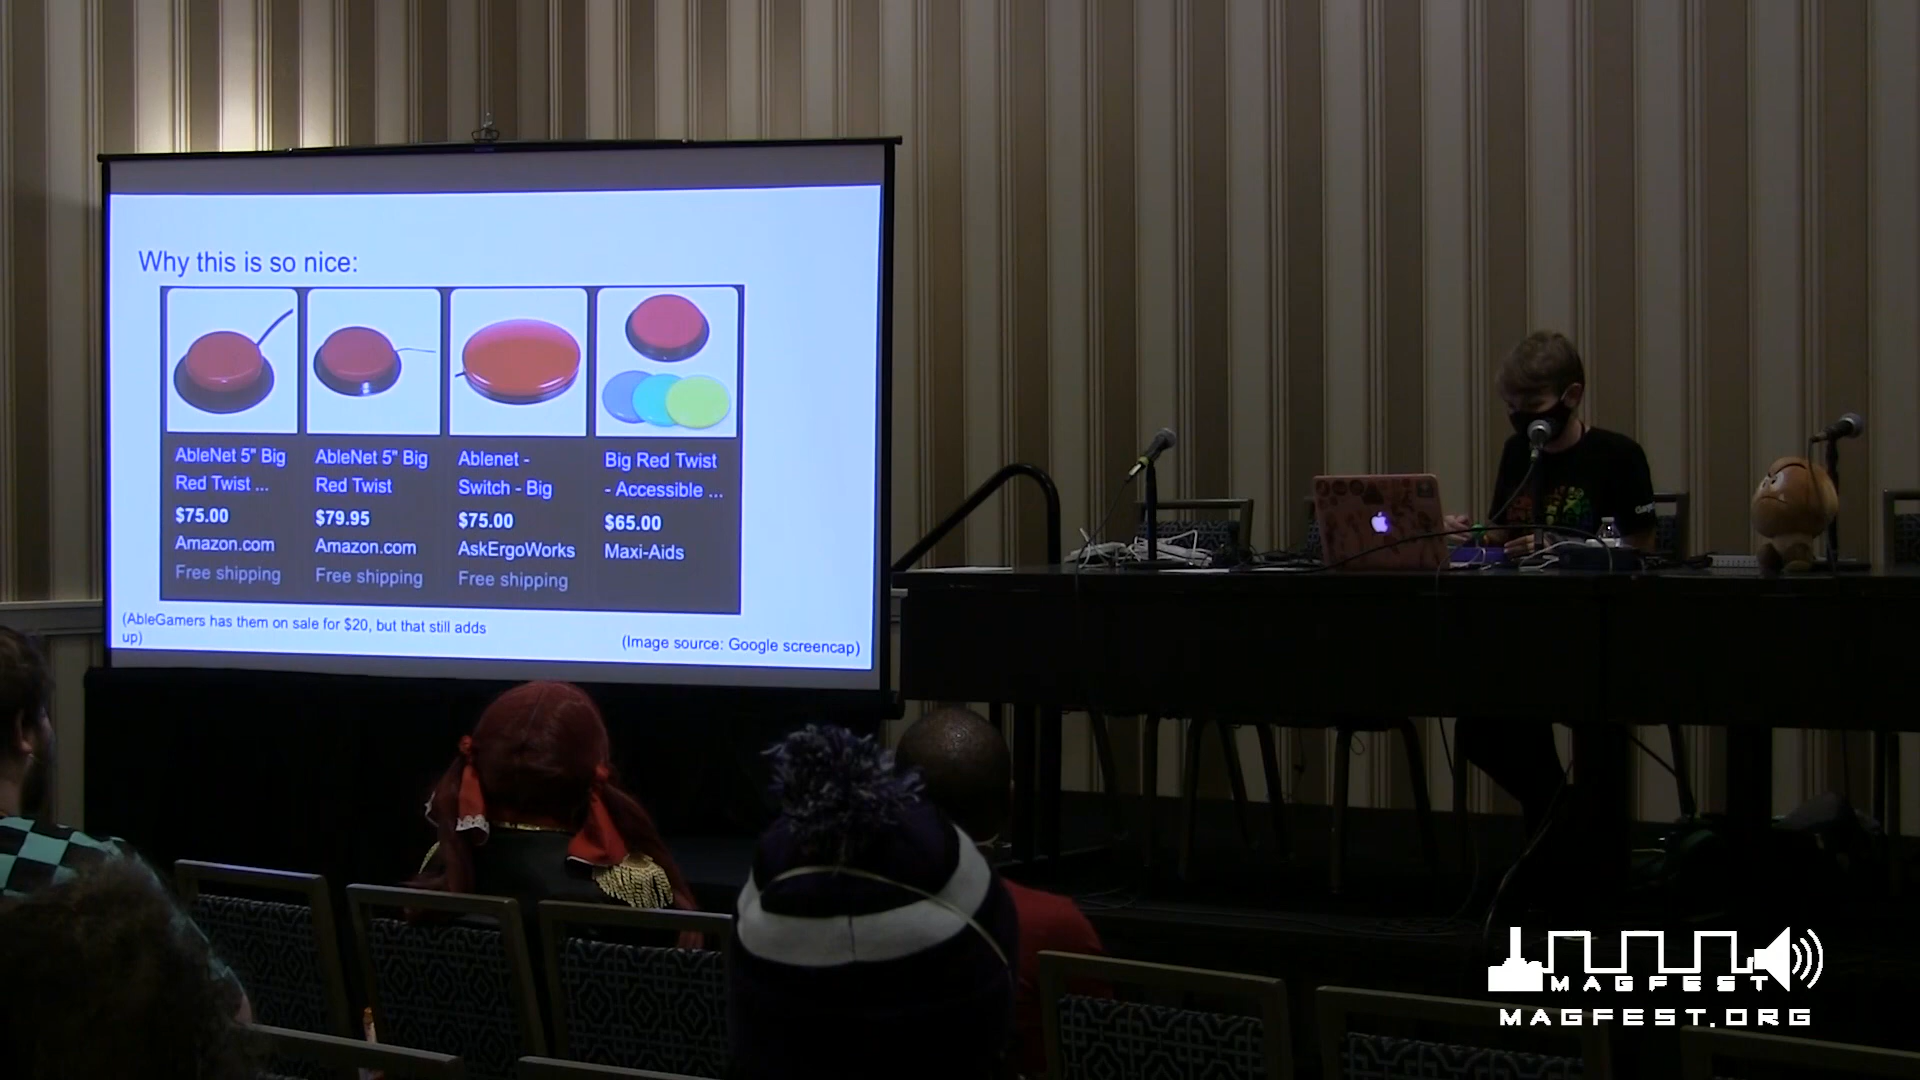 Why this is so nice:
AbleNet 5" Big
Red Twist ...
$75.00
Amazon.com
Free shipping
AbleNet 5" Big
Red Twist
$79.95
Amazon.com
Free shipping
Ablenet -
Switch - Big
$75.00
AskErgoWorks
Free shipping
Big Red Twist
- Accessible ...
$65.00
Maxi-Aids
(AbleGamers has them on sale for $20, but that still adds
up)
(Image source: Google screencap)
MAGFEST
MAGFEST.ORG